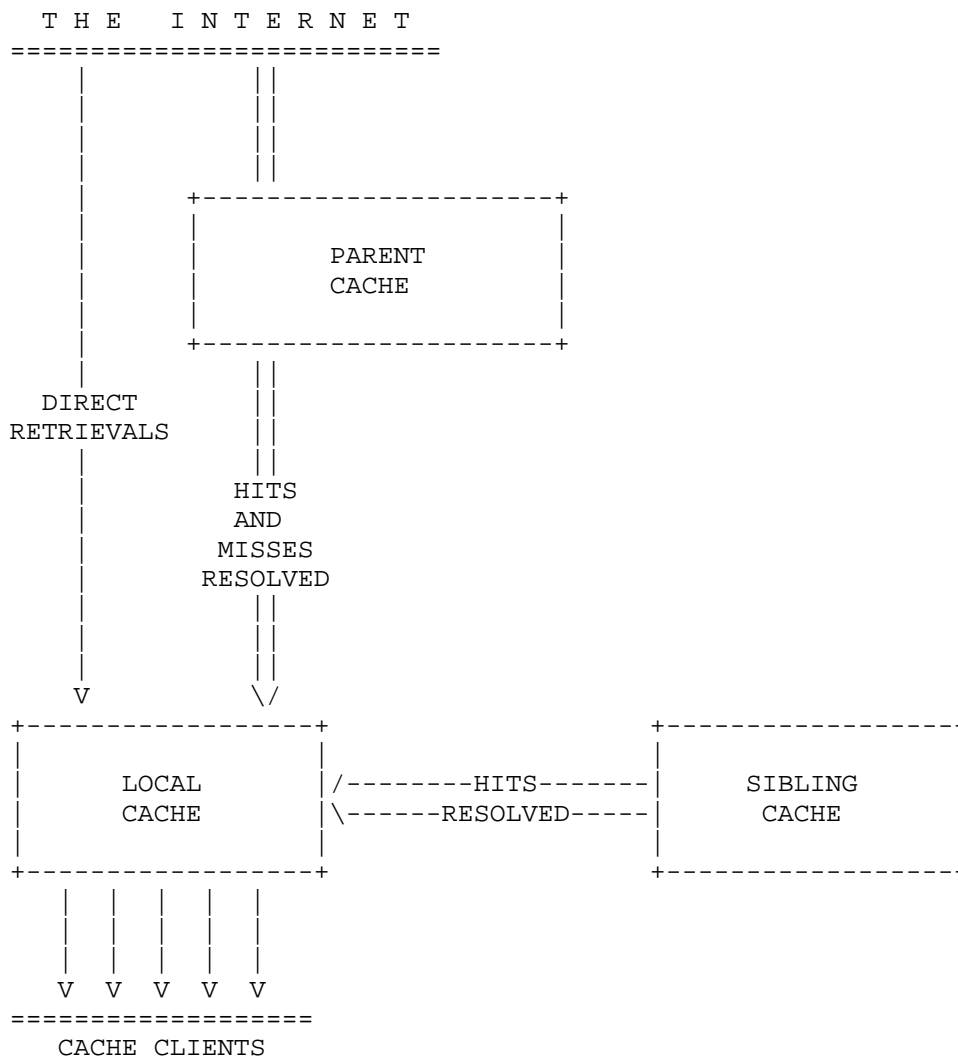 T H E I N T E R N E T
PARENT
CACHE
DIRECT
RETRIEVALS
HITS
AND
MISSES
RESOLVED
V
V V V V V
LOCAL
CACHE
HITS
RESOLVED
SIBLING
CACHE
CACHE CLIENTS